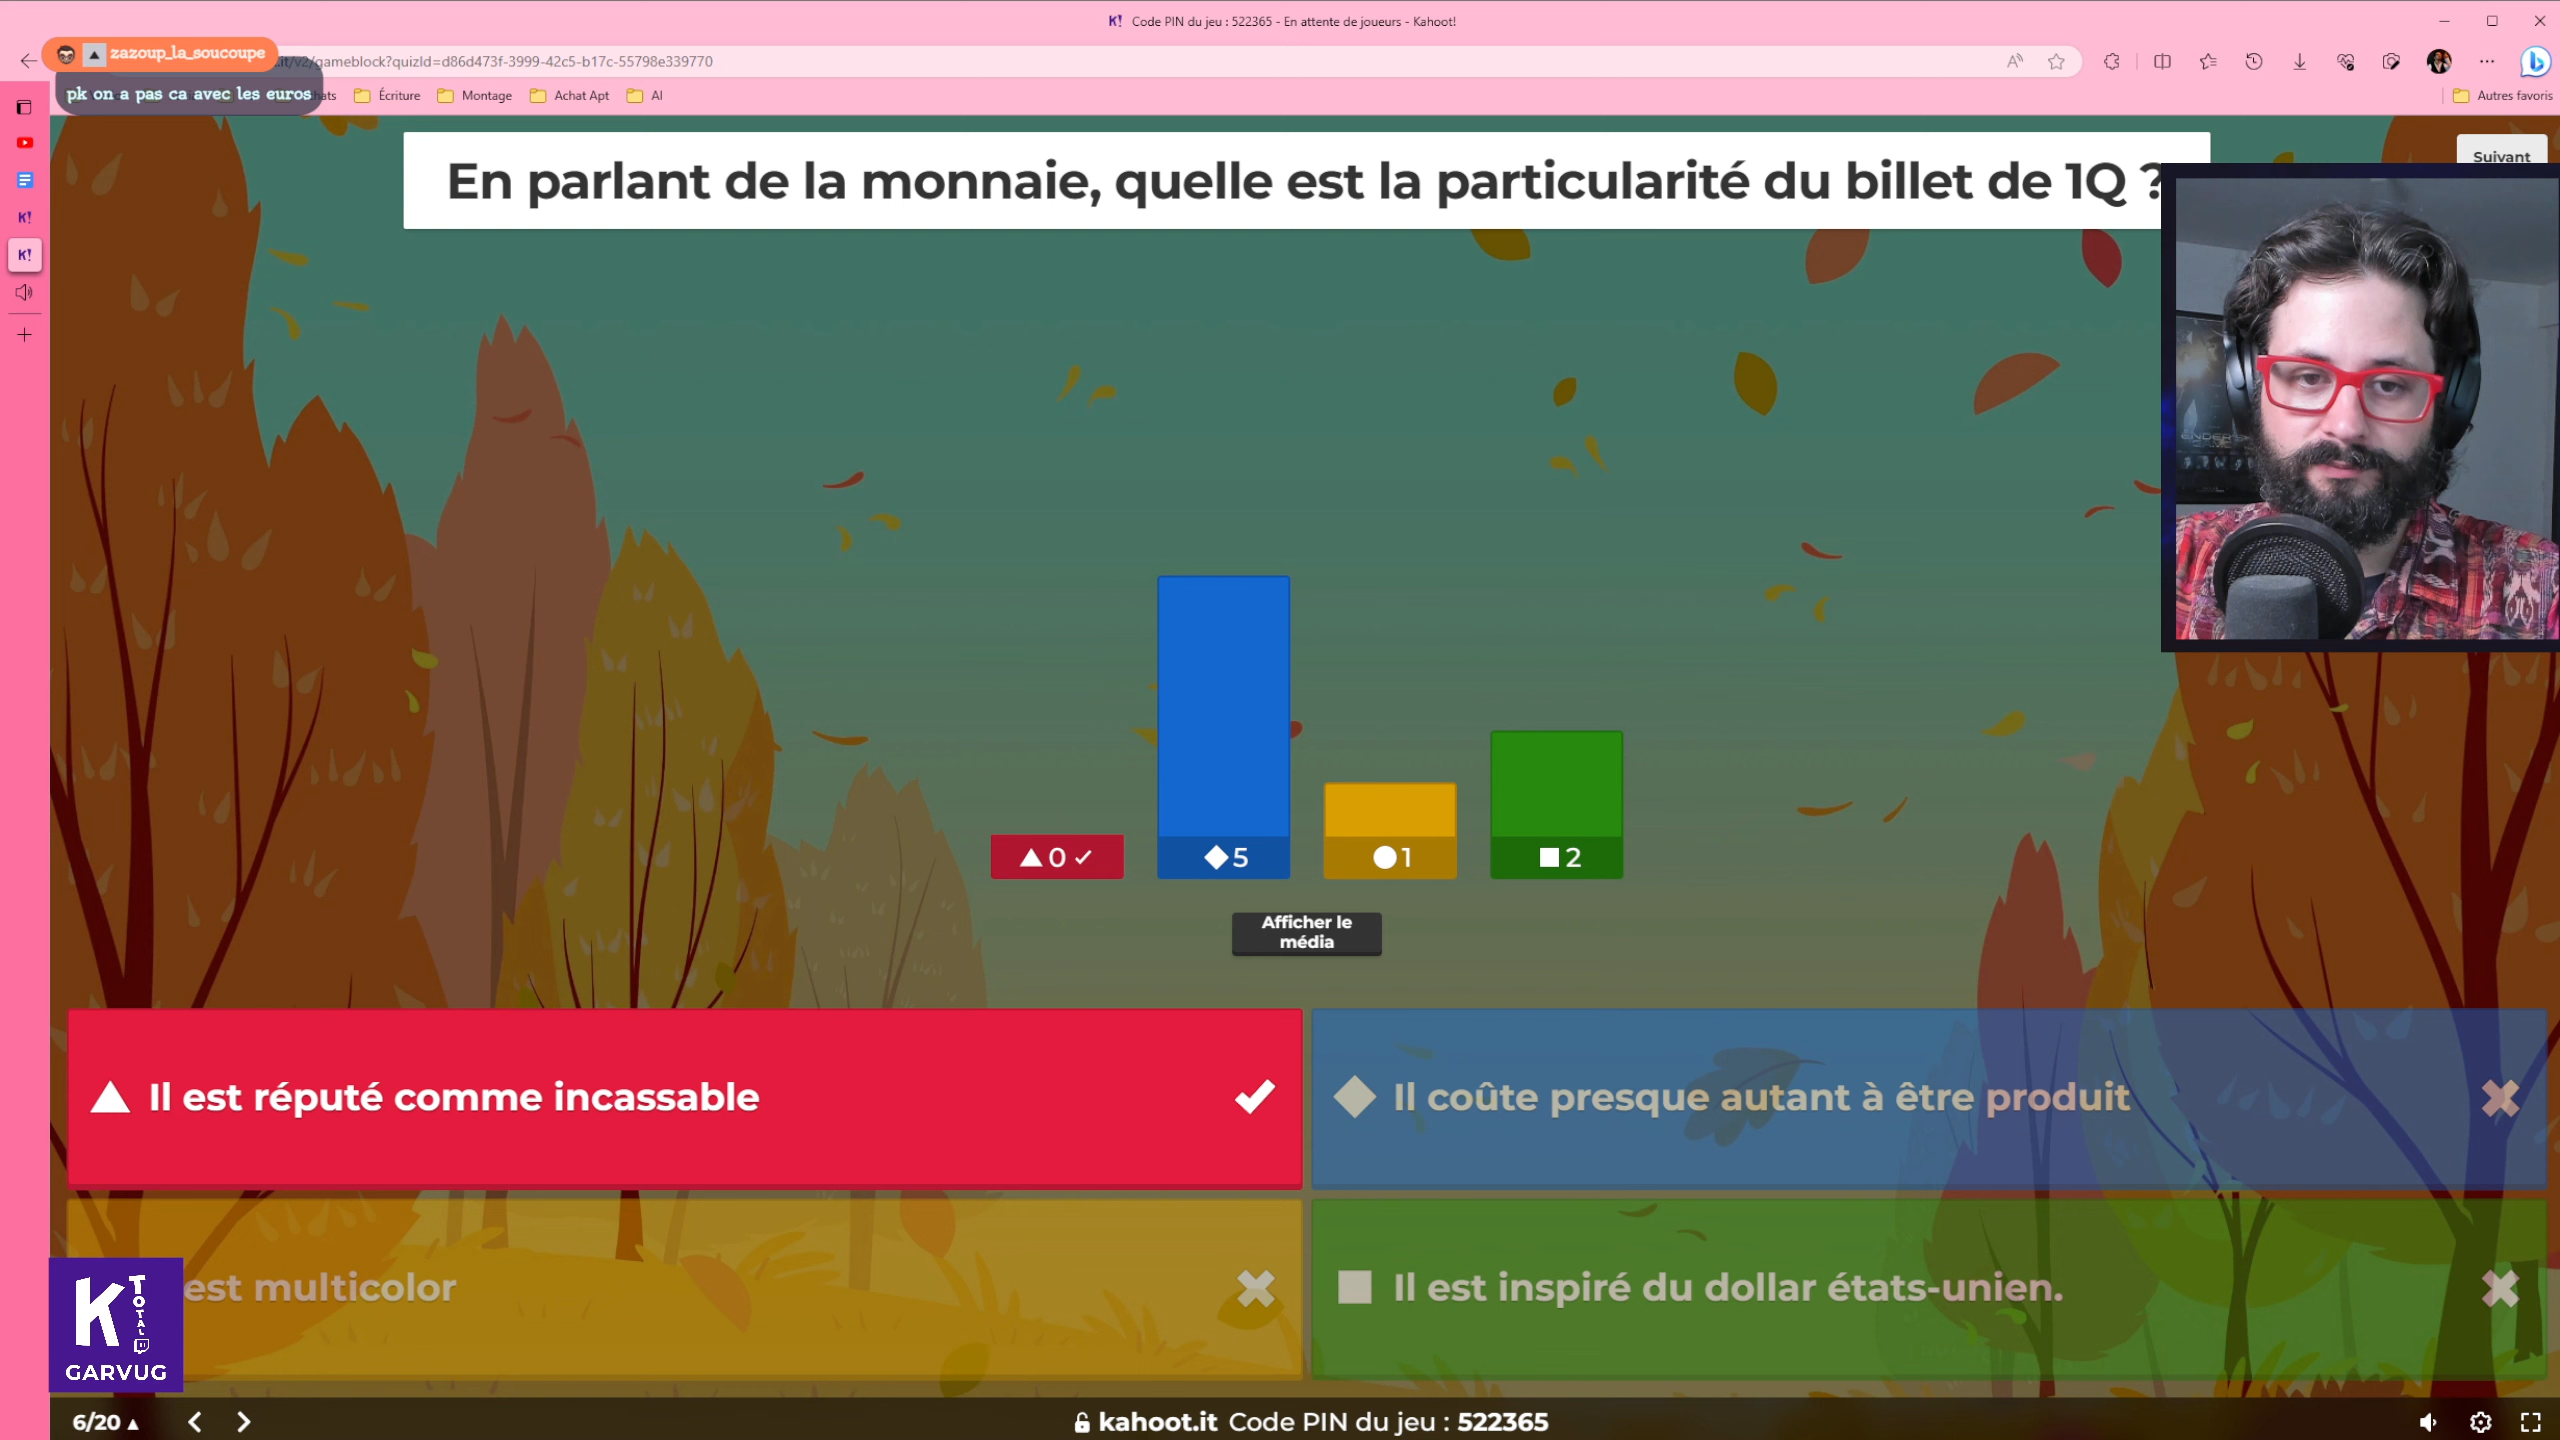 Code PIN du jeu : 522365 - En attente de joueurs - Kahoot!
zazoup_la_soucoupe
.it/v2/gameblock?quizId=d86d473f-3999-42c5-b17c-55798e339770
pk on a pas ca avec les euros
hats
Écriture
Montage
Achat Apt
AI
Autres favoris
En parlant de la monnaie, quelle est la particularité du billet de 1Q ?
Suivant
0
5
1
2
Afficher le
média
Il est réputé comme incassable
Il coûte presque autant à être produit
est multicolor
Il est inspiré du dollar états-unien.
K TOTAL
GARVUG
6/20
kahoot.it Code PIN du jeu : 522365